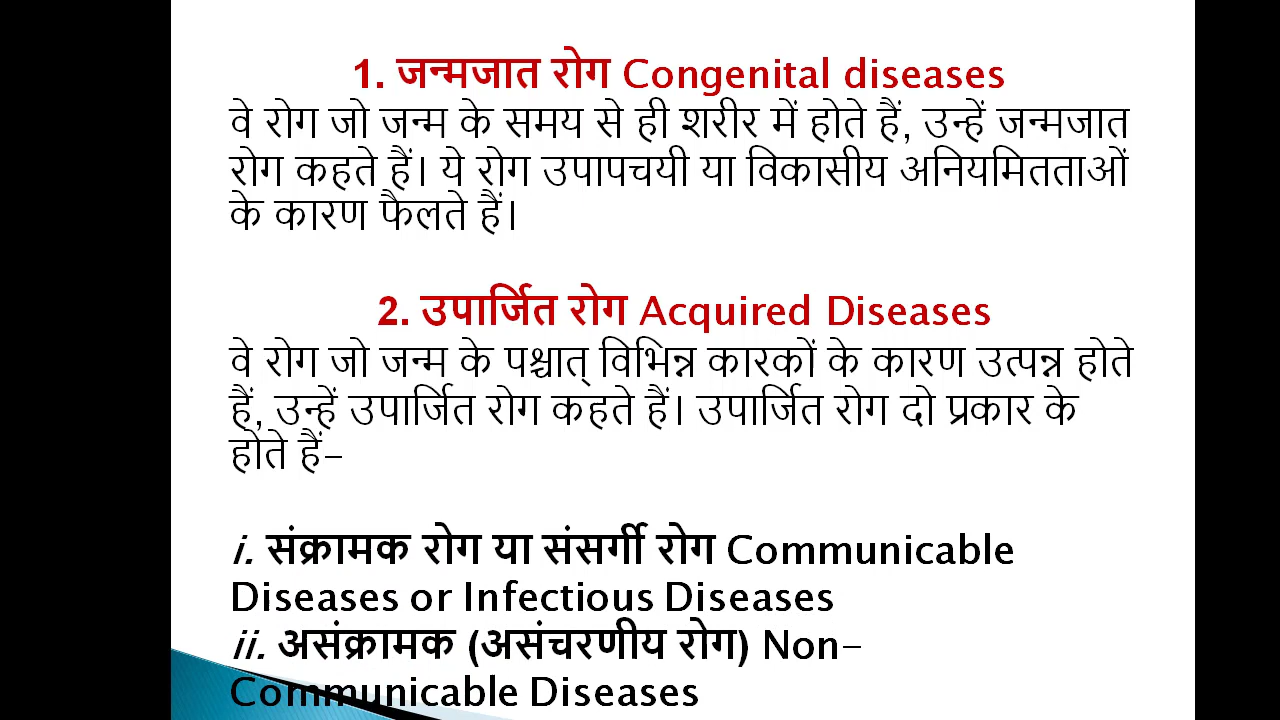 1. जन्मजात रोग Congenital diseases
वे रोग जो जन्म के समय से ही शरीर में होते हैं, उन्हें जन्मजात
रोग कहते हैं। ये रोग उपापचयी या विकासीय अनियमितताओं
के कारण फैलते हैं।
2. उपार्जित रोग Acquired Diseases
वे रोग जो जन्म के पश्चात् विभिन्न कारकों के कारण उत्पन्न होते
हैं, उन्हें उपार्जित रोग कहते हैं। उपार्जित रोग दो प्रकार के
होते हैं-
i. संक्रामक रोग या संसर्गी रोग Communicable
Diseases or Infectious Diseases
ii. असंक्रामक (असंचरणीय रोग) Non-
Communicable Diseases